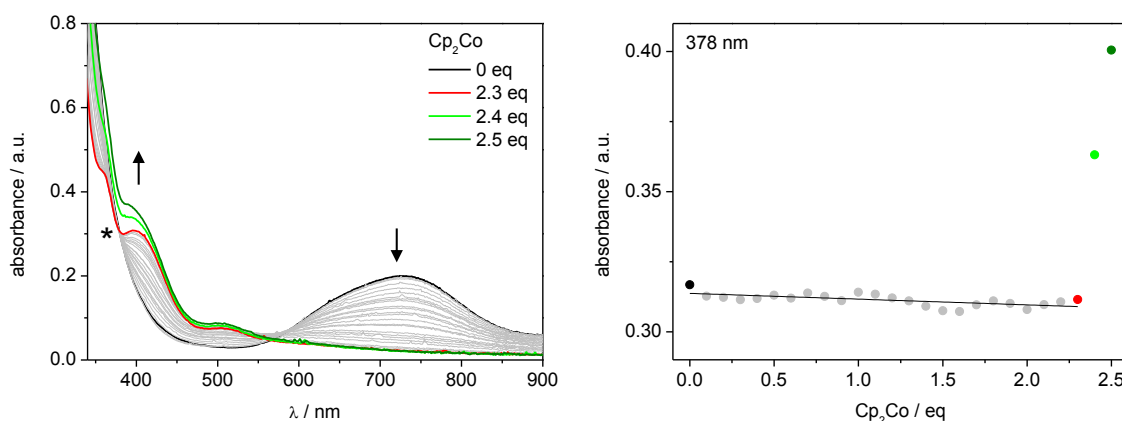 0.8
0.6
0.4
0.2
0.0
absorbance / a.u.
400 500 600 700 800 900
λ / nm
Cp₂Co
0 eq
2.3 eq
2.4 eq
2.5 eq
*
378 nm
0.40
0.35
0.30
absorbance / a.u.
0.0 0.5 1.0 1.5 2.0 2.5
Cp₂Co / eq